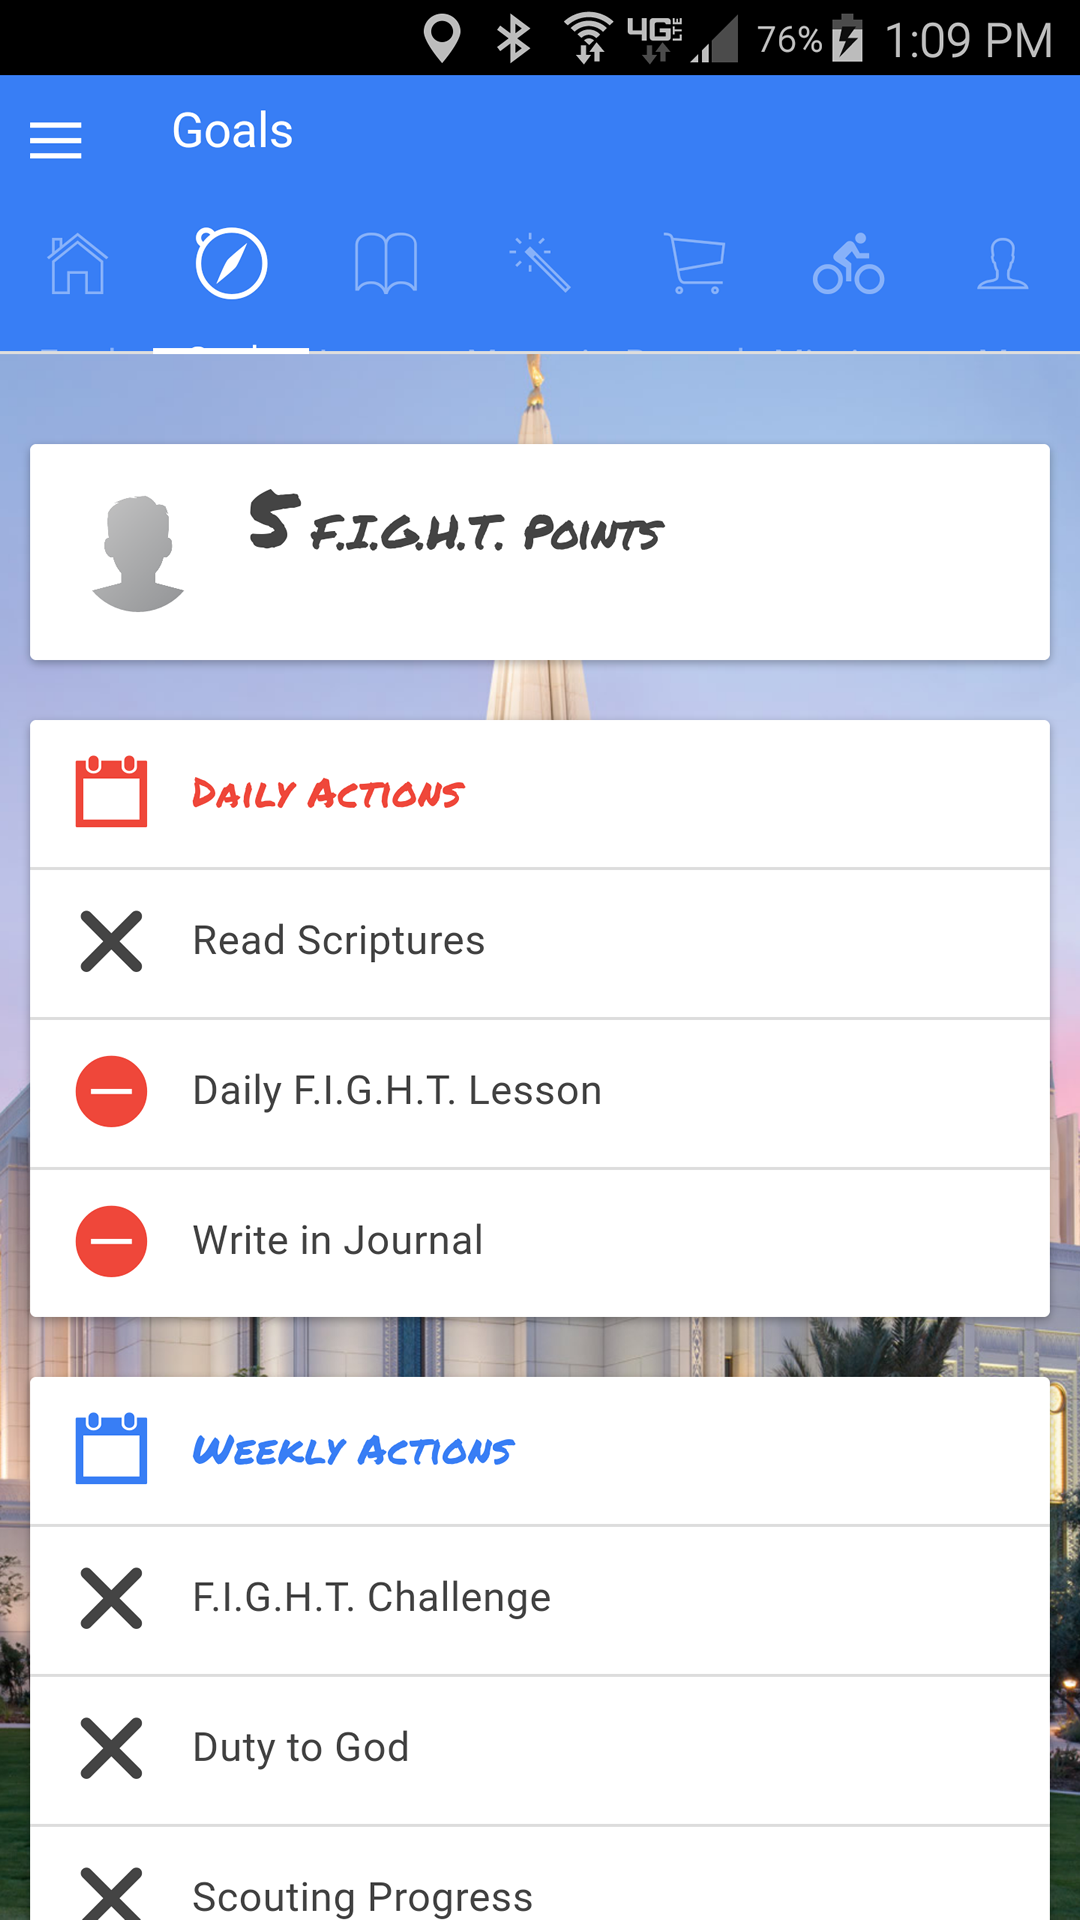 4G LTE 76% 1:09 PM
Goals
5 F.I.G.H.T. Points
Daily Actions
Read Scriptures
Daily F.I.G.H.T. Lesson
Write in Journal
Weekly Actions
F.I.G.H.T. Challenge
Duty to God
Scouting Progress